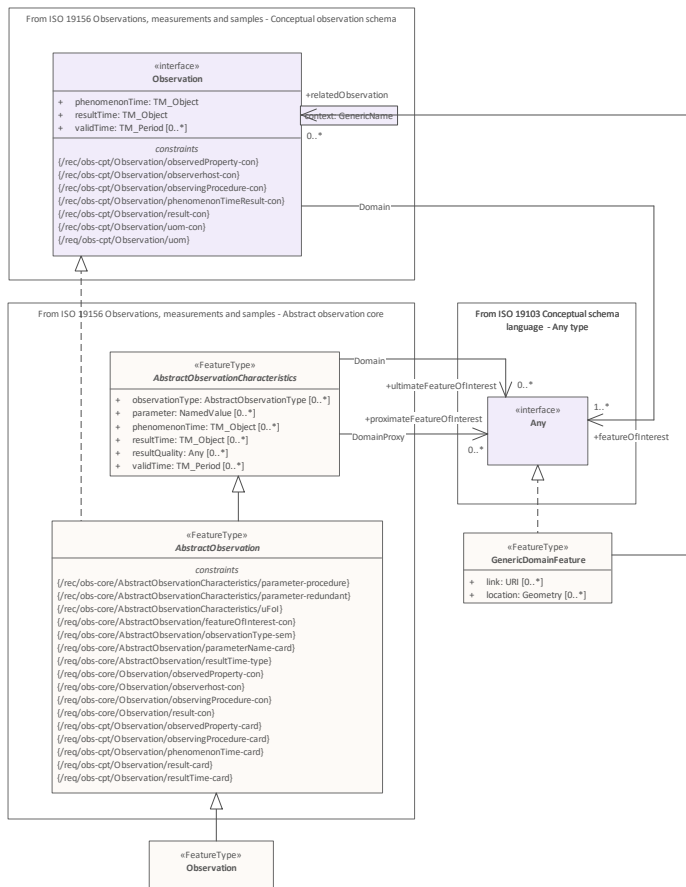 From ISO 19156 Observations, measurements and samples - Conceptual observation schema
«interface»
Observation
+ phenomenonTime: TM_Object
+ resultTime: TM_Object
+ validTime: TM_Period [0..*]
constraints
{/rec/obs-cpt/Observation/observedProperty-con}
{/rec/obs-cpt/Observation/observerhost-con}
{/rec/obs-cpt/Observation/observingProcedure-con}
{/rec/obs-cpt/Observation/phenomenonTimeResult-con}
{/rec/obs-cpt/Observation/result-con}
{/rec/obs-cpt/Observation/uom-con}
{/req/obs-cpt/Observation/uom}
+relatedObservation
context: GenericName
0..*
Domain
From ISO 19156 Observations, measurements and samples - Abstract observation core
From ISO 19103 Conceptual schema
language - Any type
«FeatureType»
AbstractObservationCharacteristics
+ observationType: AbstractObservationType [0..*]
+ parameter: NamedValue [0..*]
+ phenomenonTime: TM_Object [0..*]
+ resultTime: TM_Object [0..*]
+ resultQuality: Any [0..*]
+ validTime: TM_Period [0..*]
Domain
+ultimateFeatureOfInterest
0..*
+proximateFeatureOfInterest
DomainProxy
0..*
«interface»
Any
1..*
+featureOfInterest
«FeatureType»
AbstractObservation
constraints
{/rec/obs-core/AbstractObservationCharacteristics/parameter-procedure}
{/rec/obs-core/AbstractObservationCharacteristics/parameter-redundant}
{/rec/obs-core/AbstractObservationCharacteristics/uFoI}
{/rec/obs-core/AbstractObservation/featureOfInterest-con}
{/rec/obs-core/AbstractObservation/observationType-sem}
{/req/obs-core/AbstractObservation/parameterName-card}
{/rec/obs-core/AbstractObservation/resultTime-type}
{/req/obs-core/Observation/observedProperty-con}
{/req/obs-core/Observation/observerhost-con}
{/req/obs-core/Observation/observingProcedure-con}
{/req/obs-core/Observation/result-con}
{/req/obs-cpt/Observation/observedProperty-card}
{/req/obs-cpt/Observation/observingProcedure-card}
{/req/obs-cpt/Observation/phenomenonTime-card}
{/req/obs-cpt/Observation/result-card}
{/req/obs-cpt/Observation/resultTime-card}
«FeatureType»
GenericDomainFeature
+ link: URI [0..*]
+ location: Geometry [0..*]
«FeatureType»
Observation